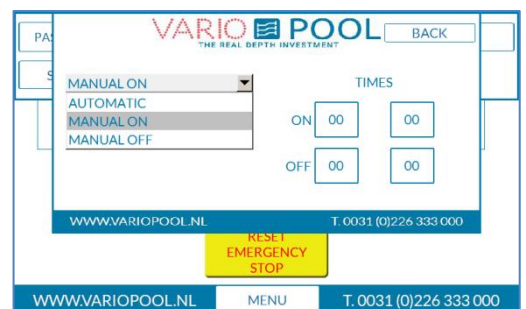 PAS
VARIO POOL
THE REAL DEPTH INVESTMENT
BACK
S
MANUAL ON
AUTOMATIC
MANUAL ON
MANUAL OFF
TIMES
ON 00 00
OFF 00 00
WWW.VARIOPOOL.NL T. 0031 (0)226 333 000
RESET
EMERGENCY
STOP
WWW.VARIOPOOL.NL MENU T. 0031 (0)226 333 000